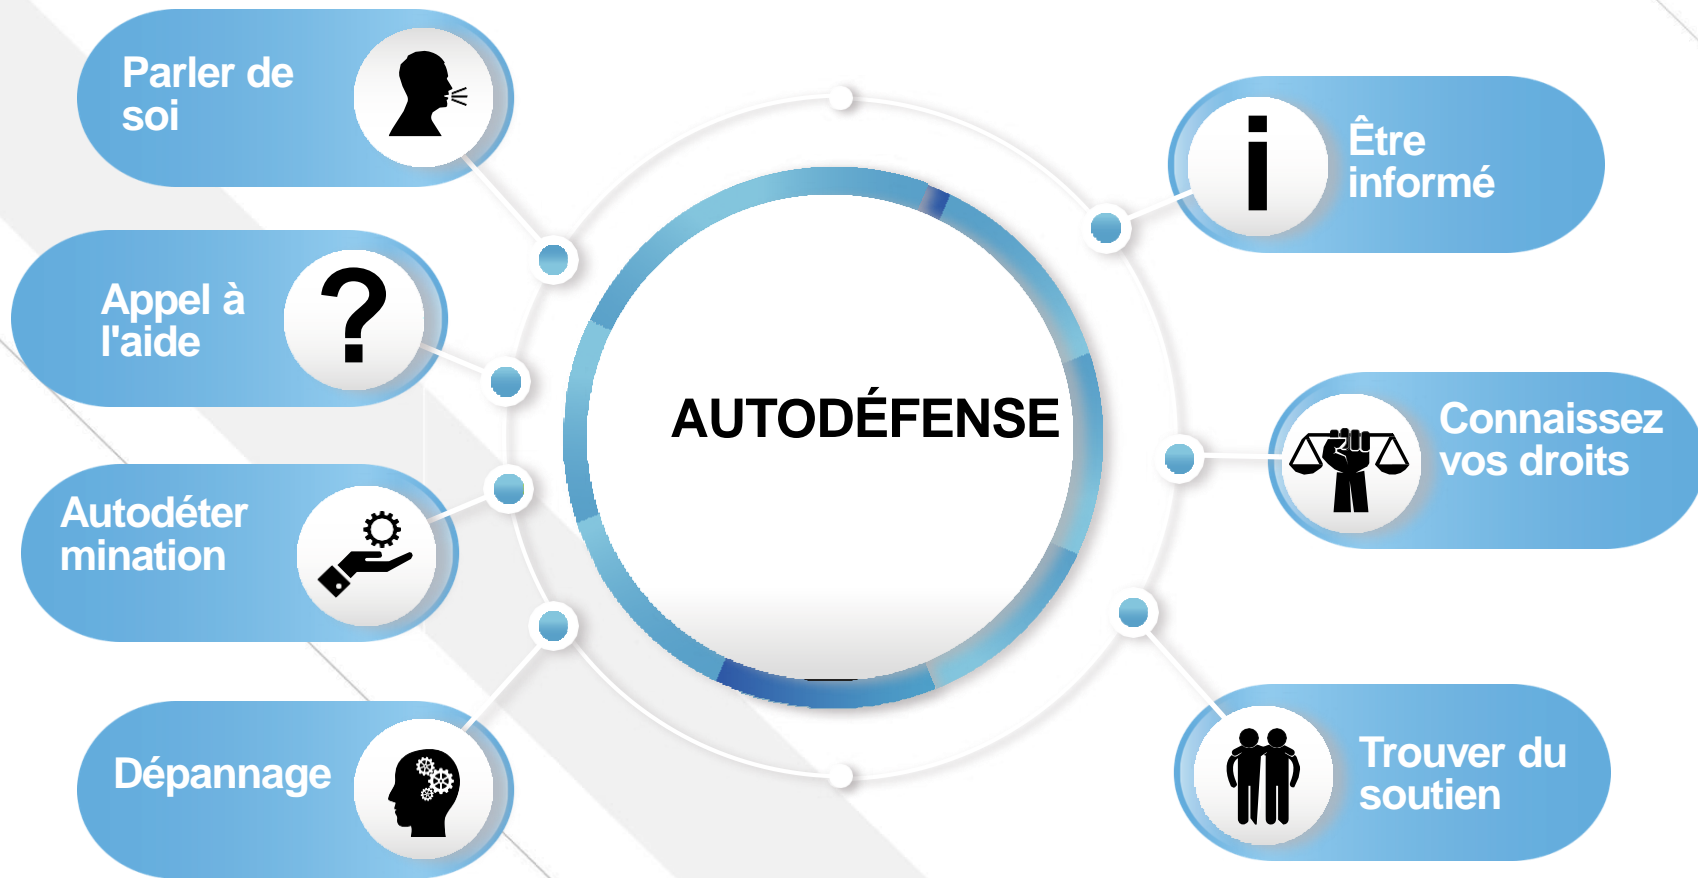 Parler de
soi
Appel à
l'aide
Autodéter
mination
Dépannage
AUTODÉFENSE
i
Être
informé
Connaissez
vos droits
Trouver du
soutien
?